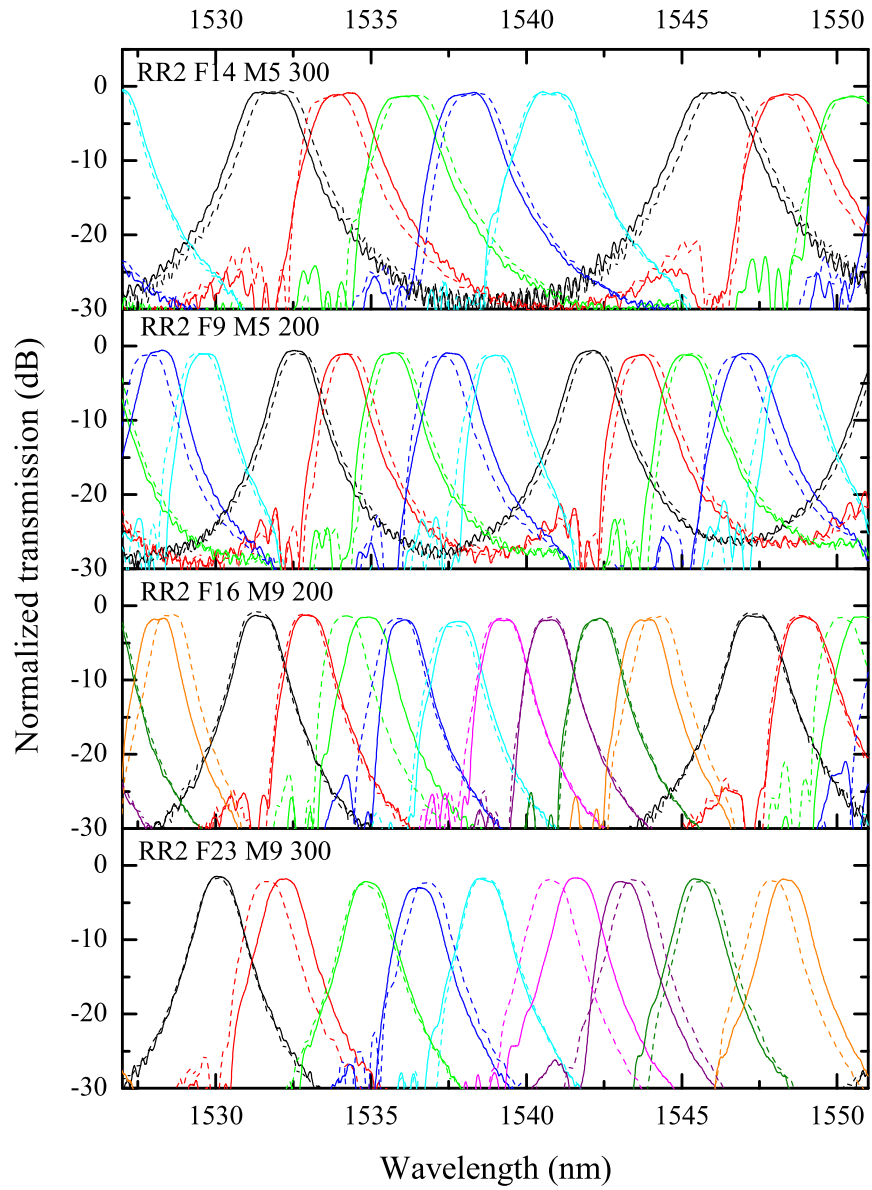 1530 1535 1540 1545 1550
RR2 F14 M5 300
0
-10
-20
-30
RR2 F9 M5 200
0
-10
-20
-30
RR2 F16 M9 200
0
-10
-20
-30
RR2 F23 M9 300
0
-10
-20
-30
Normalized transmission (dB)
1530 1535 1540 1545 1550
Wavelength (nm)